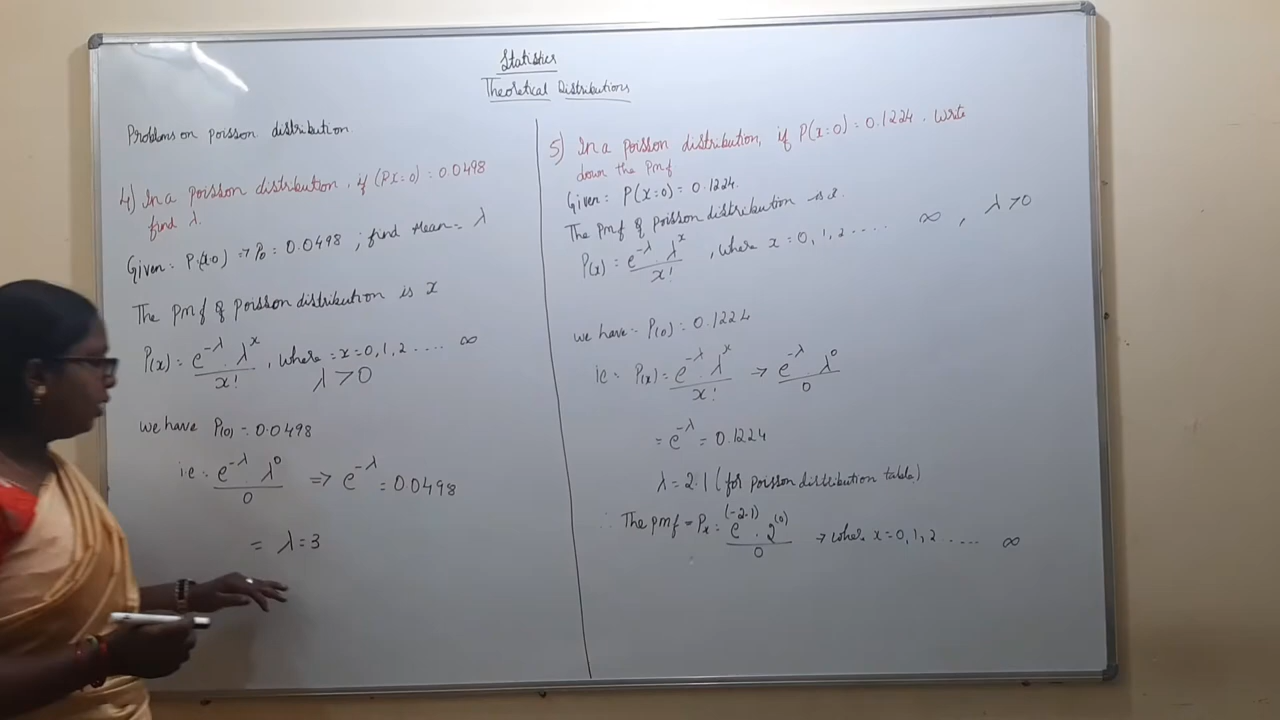 Statistics
Theoretical Distributions
Problems on poisson distribution
4) In a poisson distribution, if (Px=0) = 0.0498
find λ.
Given: P(x0) => P0 = 0.0498 ; find Mean = λ
The pmf of poisson distribution is x
P(x) = e^-λ . λ^x / x! , where = x = 0, 1, 2 .... ∞
λ > 0
we have P(0) = 0.0498
i.e = e^-λ λ^0 / 0 => e^-λ = 0.0498
= λ = 3
5) In a poisson distribution, if P(x=0) = 0.1224. Write
down the pmf
Given: P(x=0) = 0.1224.
The pmf of poisson distribution is x.
P(x) = e^-λ . λ^x / x! , where x = 0, 1, 2 .... ∞ , λ > 0
we have:- P(0) = 0.1224
ie = P(x) = e^-λ . λ^x / x! → e^-λ . λ^0 / 0
= e^-λ = 0.1224
λ = 2.1 (for poisson distribution table)
∴ The pmf = Px = e^(-2.1) . 2^(0) / 0 → where x = 0, 1, 2 ..... ∞